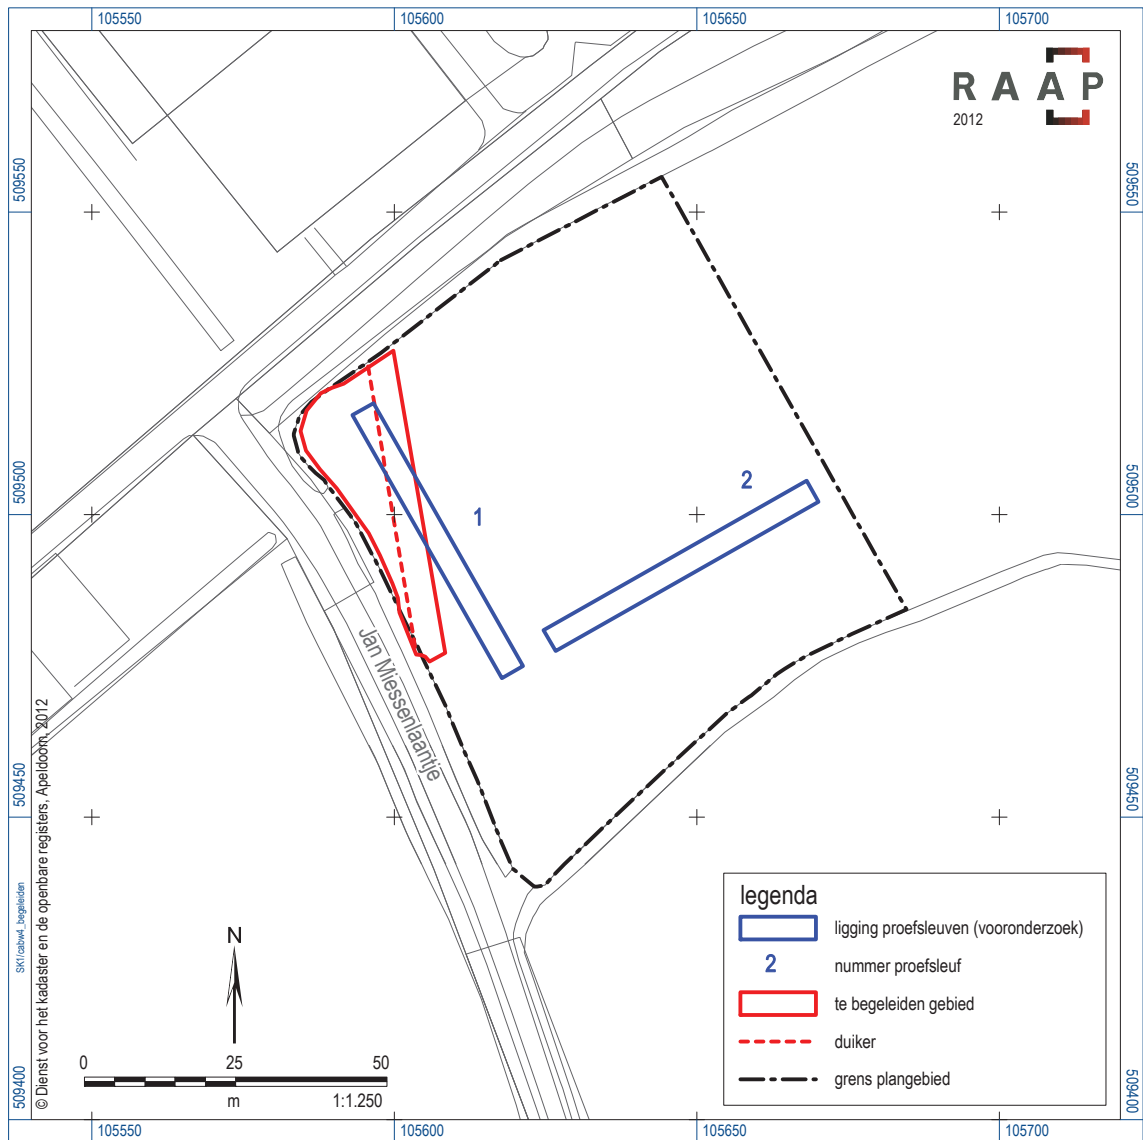 105550
105600
105650
105700
RAAP
2012
509550
509550
509500
509500
1
2
Jan Miessenlaantje
509450
509450
© Dienst voor het kadaster en de openbare registers, Apeldoorn, 2012
SK1/cabw4_begeleiden
legenda
ligging proefsleuven (vooronderzoek)
2
nummer proefsleuf
te begeleiden gebied
duiker
grens plangebied
N
0
25
50
m
1:1.250
509400
509400
105550
105600
105650
105700